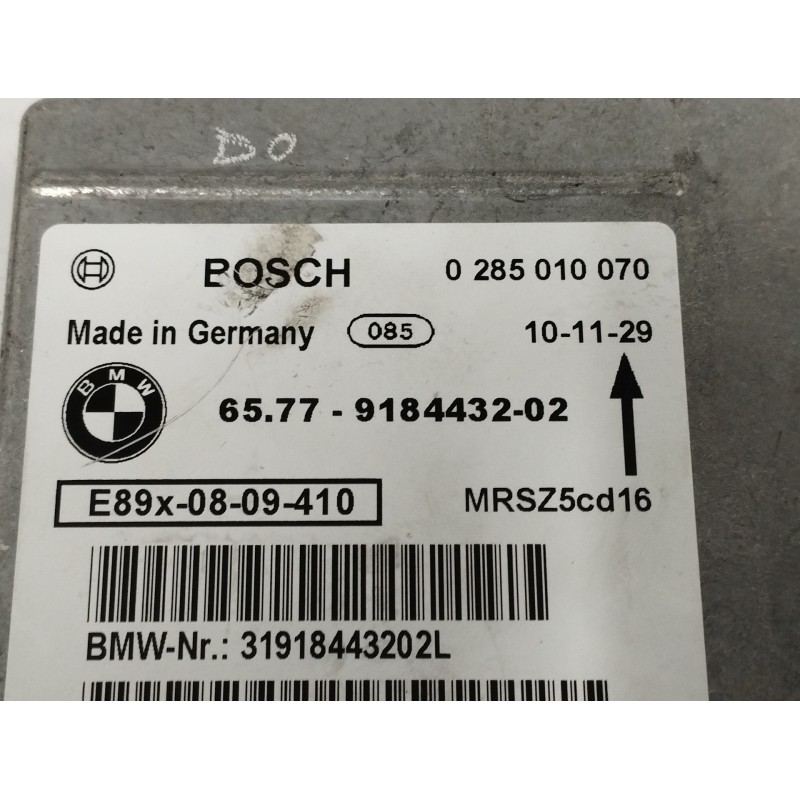 DO
BOSCH 0 285 010 070
Made in Germany 085 10-11-29
BMW
65.77 - 9184432-02
E89x-08-09-410 MRSZ5cd16
BMW-Nr.: 31918443202L